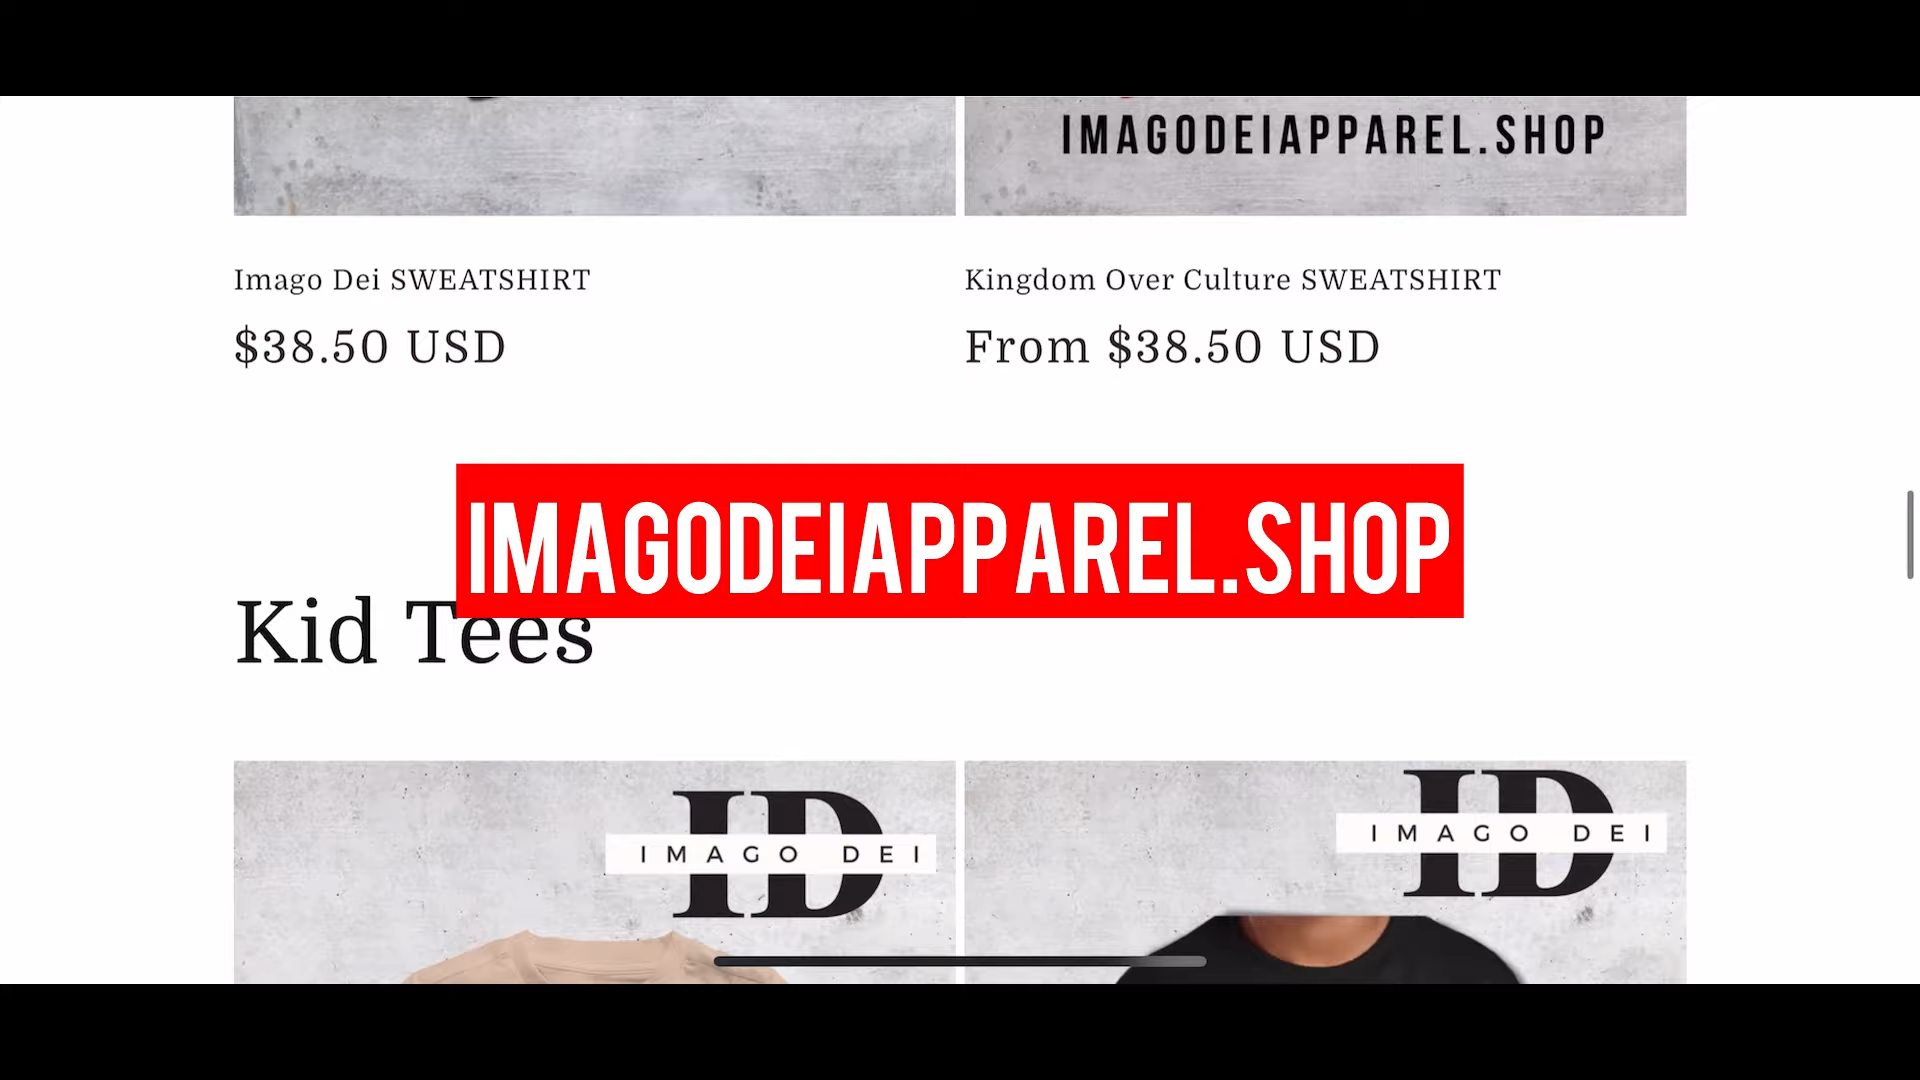 IMAGODEIAPPAREL.SHOP
Imago Dei SWEATSHIRT
$38.50 USD
Kingdom Over Culture SWEATSHIRT
From $38.50 USD
IMAGODEIAPPAREL.SHOP
Kid Tees
ID
IMAGO DEI
ID
IMAGO DEI